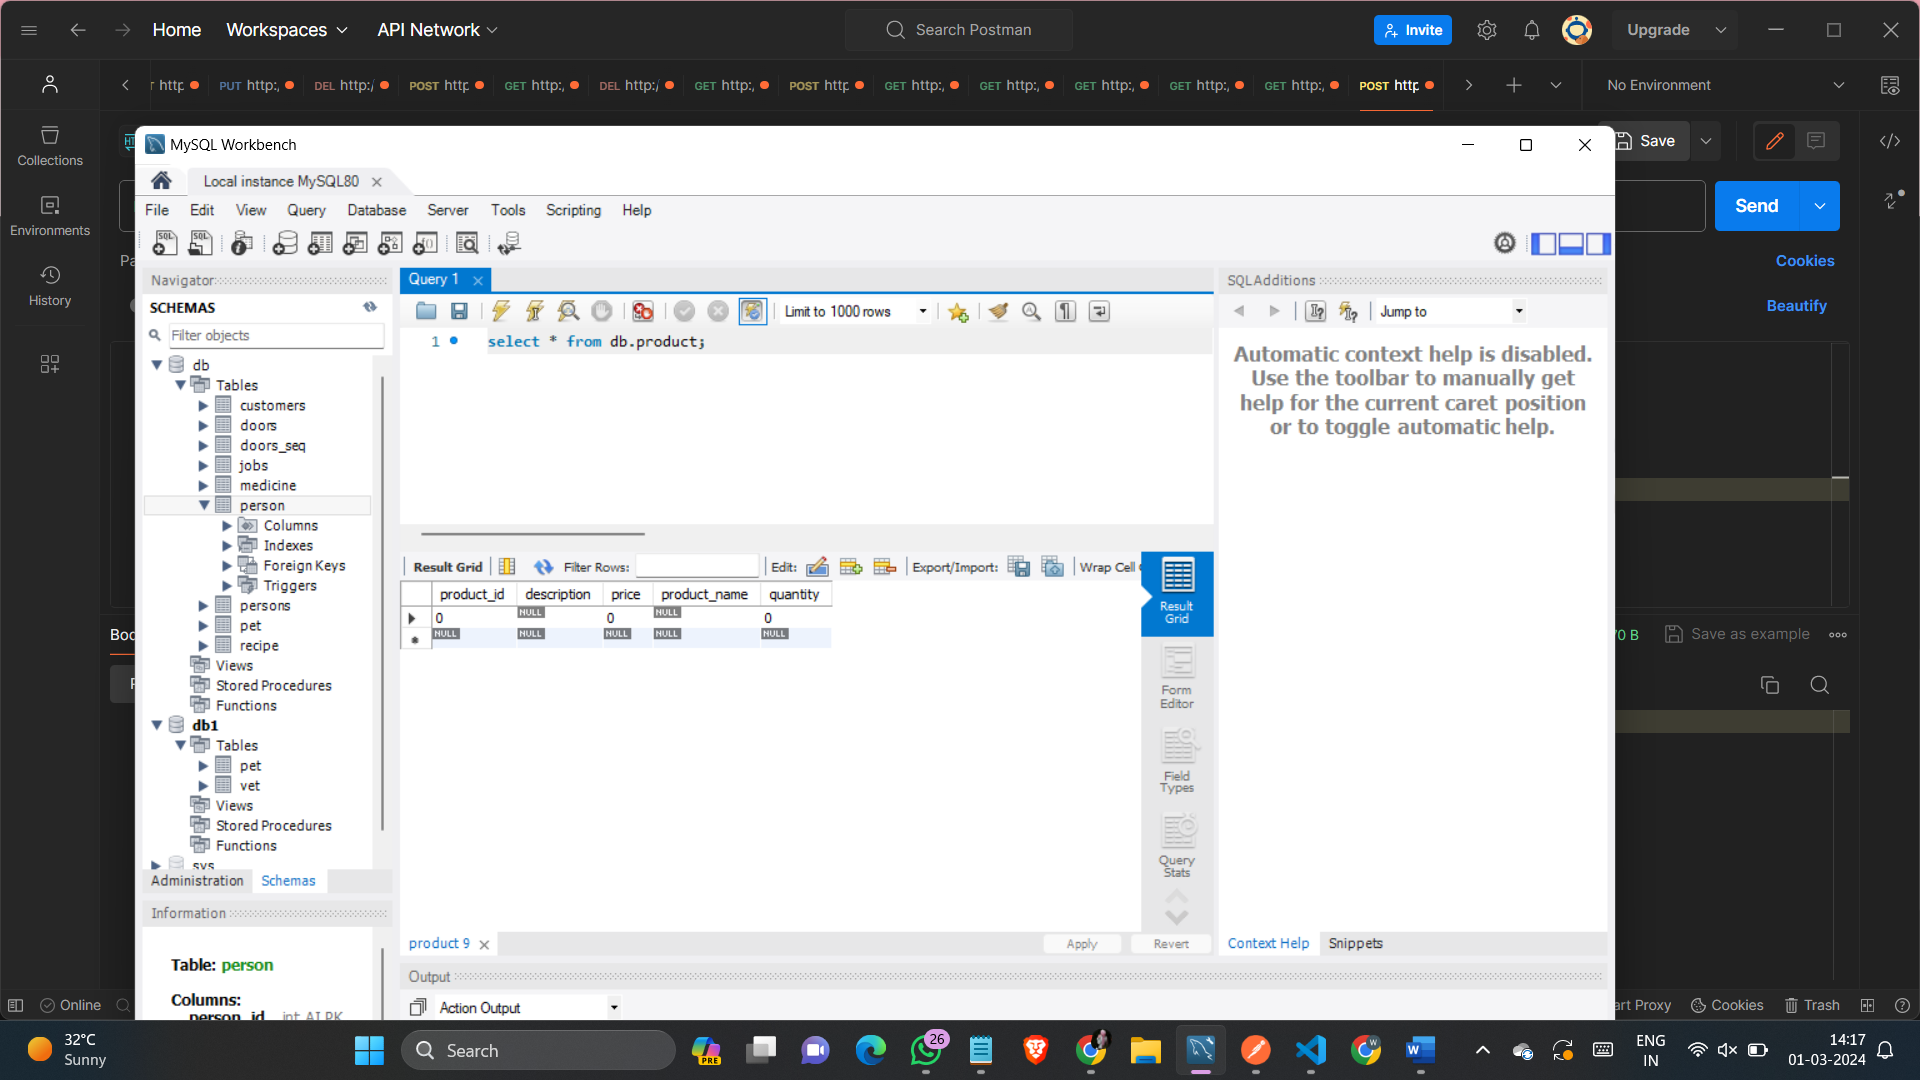 Home Workspaces API Network Search Postman Invite Upgrade
http PUT http:/ DEL http:/ POST http GET http:/ DEL http:/ GET http:/ POST http GET http:/ GET http:/ GET http:/ GET http:/ GET http:/ POST http No Environment
Collections
Environments
History
Save
Send
Cookies
Beautify
MySQL Workbench
Local instance MySQL80
File Edit View Query Database Server Tools Scripting Help
Navigator
SCHEMAS
Filter objects
db
Tables
customers
doors
doors_seq
jobs
medicine
person
Columns
Indexes
Foreign Keys
Triggers
persons
pet
recipe
Views
Stored Procedures
Functions
db1
Tables
pet
vet
Views
Stored Procedures
Functions
sys
Administration Schemas
Information
Table: person
Columns:
person_id int AI PK
Query 1
Limit to 1000 rows
1 select * from db.product;
Result Grid Filter Rows: Edit: Export/Import: Wrap Cell
product_id description price product_name quantity
0 NULL 0 NULL 0
NULL NULL NULL NULL NULL
Result
Grid
Form
Editor
Field
Types
Query
Stats
product 9 Apply Revert
Output
Action Output
SQLAdditions
Jump to
Automatic context help is disabled.
Use the toolbar to manually get
help for the current caret position
or to toggle automatic help.
Context Help Snippets
Save as example
Online
Cookies Trash
32°C
Sunny
Search
PRE
26
ENG
IN
14:17
01-03-2024